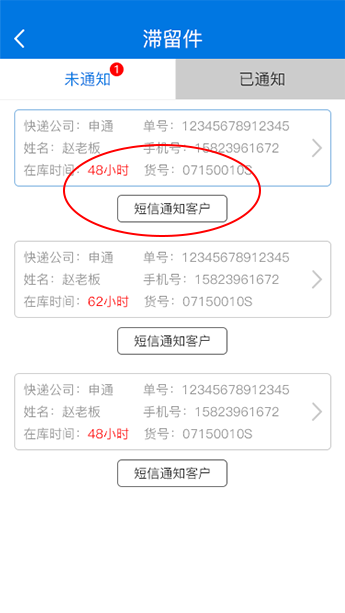 滞留件
未通知 1 已通知
快递公司：申通 单号：12345678912345
姓名：赵老板 手机号：15823961672
在库时间：48小时 货号：07150010S
短信通知客户
快递公司：申通 单号：12345678912345
姓名：赵老板 手机号：15823961672
在库时间：62小时 货号：07150010S
短信通知客户
快递公司：申通 单号：12345678912345
姓名：赵老板 手机号：15823961672
在库时间：48小时 货号：07150010S
短信通知客户